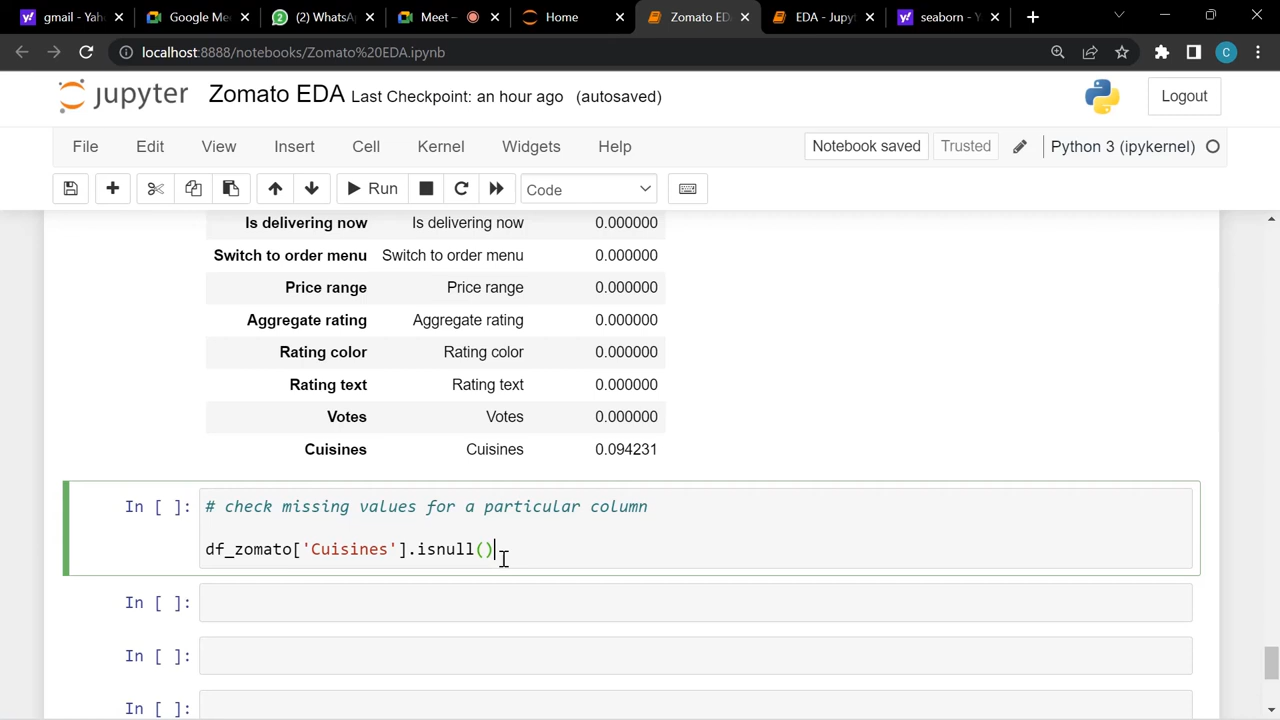 gmail - Yah
Google Me
(2) WhatsA
Meet –
Home
Zomato ED
EDA - Jupyt
seaborn - Y
localhost:8888/notebooks/Zomato%20EDA.ipynb
C
jupyter Zomato EDA Last Checkpoint: an hour ago (autosaved)
Logout
File Edit View Insert Cell Kernel Widgets Help
Notebook saved Trusted Python 3 (ipykernel)
Run Code
Is delivering now Is delivering now 0.000000
Switch to order menu Switch to order menu 0.000000
Price range Price range 0.000000
Aggregate rating Aggregate rating 0.000000
Rating color Rating color 0.000000
Rating text Rating text 0.000000
Votes Votes 0.000000
Cuisines Cuisines 0.094231
In [ ]: # check missing values for a particular column
df_zomato['Cuisines'].isnull()
In [ ]:
In [ ]:
In [ ]: